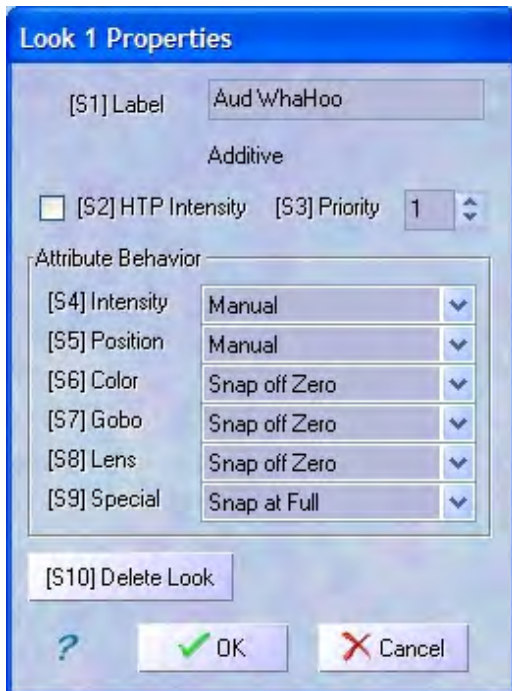 Look 1 Properties
[S1] Label Aud WhaHoo
Additive
[S2] HTP Intensity [S3] Priority 1
Attribute Behavior
[S4] Intensity Manual
[S5] Position Manual
[S6] Color Snap off Zero
[S7] Gobo Snap off Zero
[S8] Lens Snap off Zero
[S9] Special Snap at Full
[S10] Delete Look
? OK Cancel